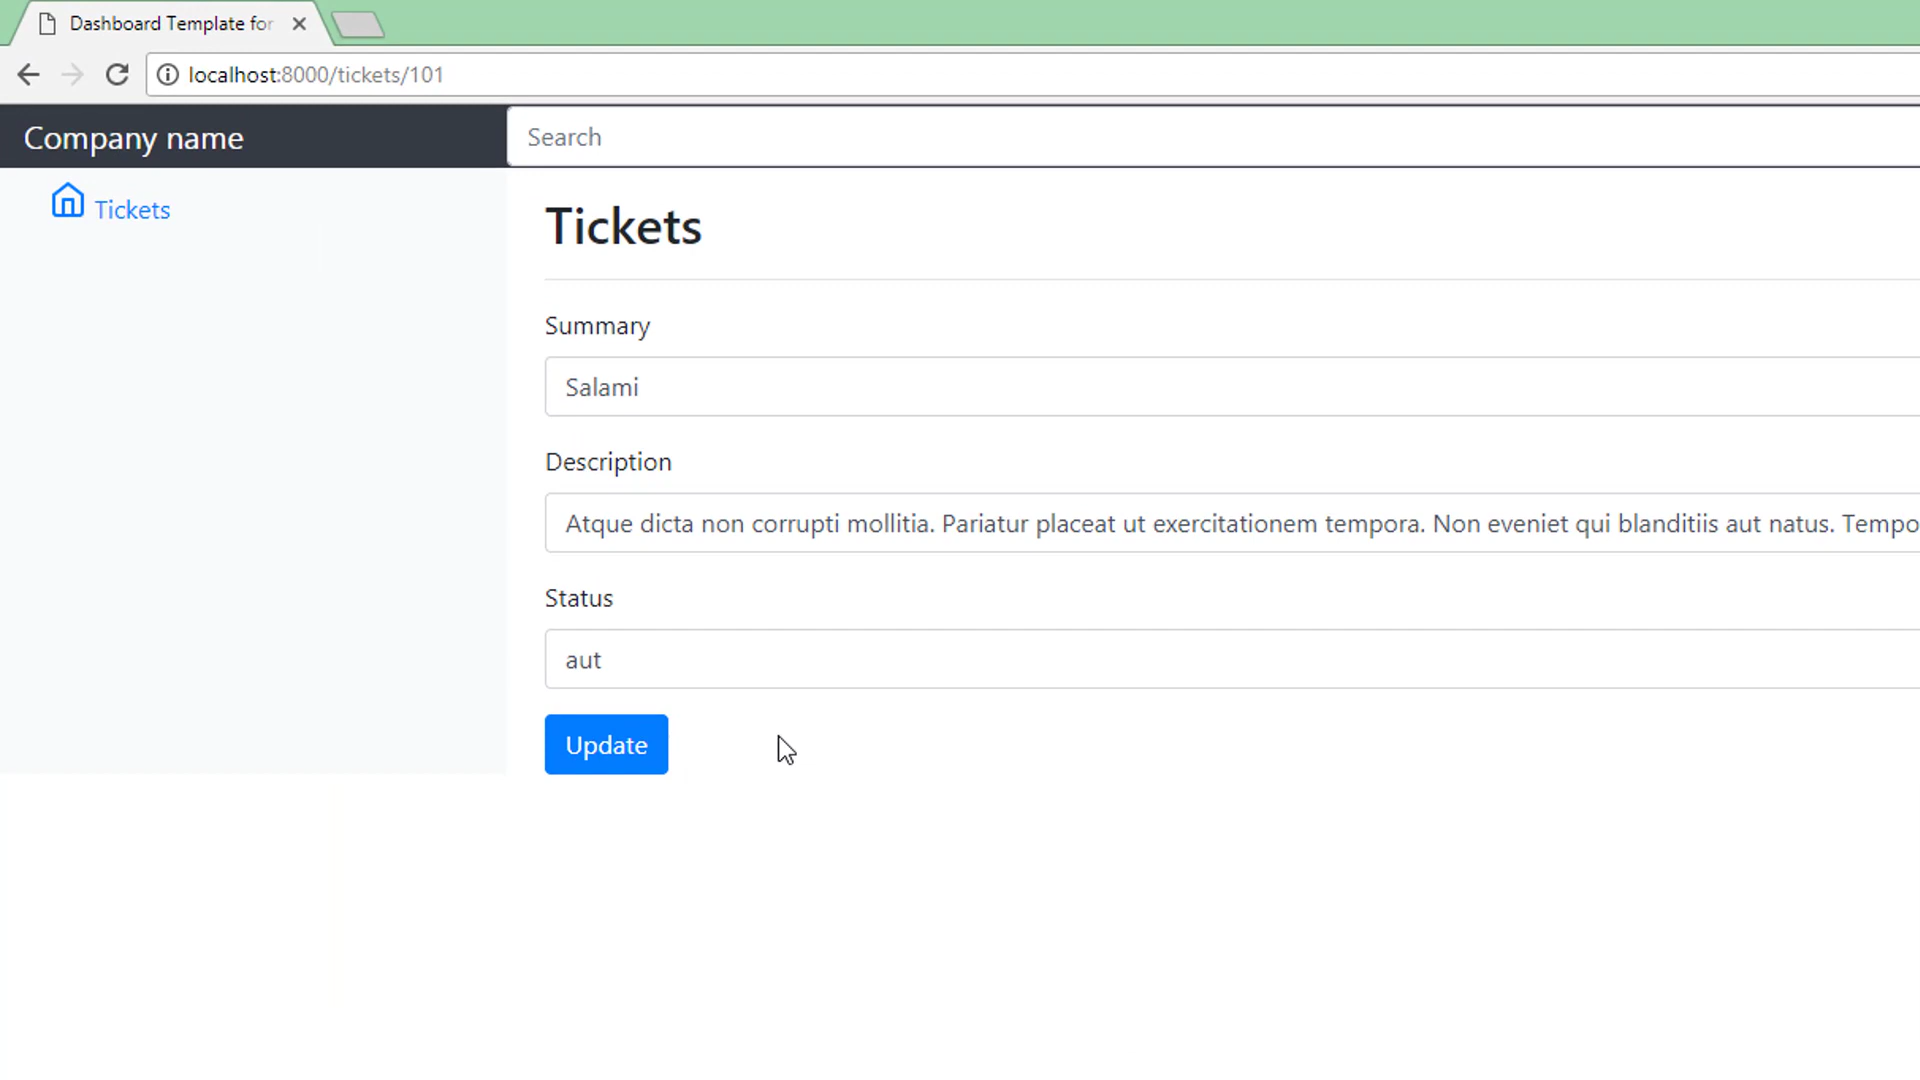 Dashboard Template for
localhost:8000/tickets/101
Company name
Search
Tickets
Tickets
Summary
Salami
Description
Atque dicta non corrupti mollitia. Pariatur placeat ut exercitationem tempora. Non eveniet qui blanditiis aut natus. Tempo
Status
aut
Update